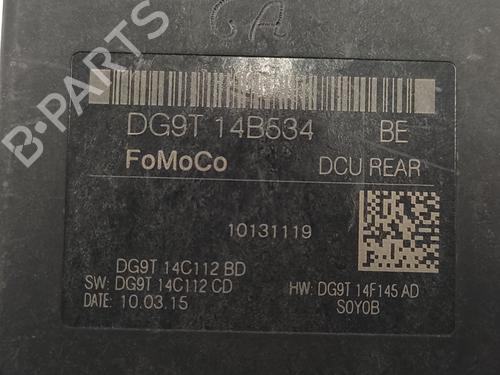 GA
B-PARTS
DG9T 14B534 BE
FoMoCo DCU REAR
10131119
DG9T 14C112 BD
SW: DG9T 14C112 CD HW: DG9T 14F145 AD
DATE: 10.03.15 S0Y0B